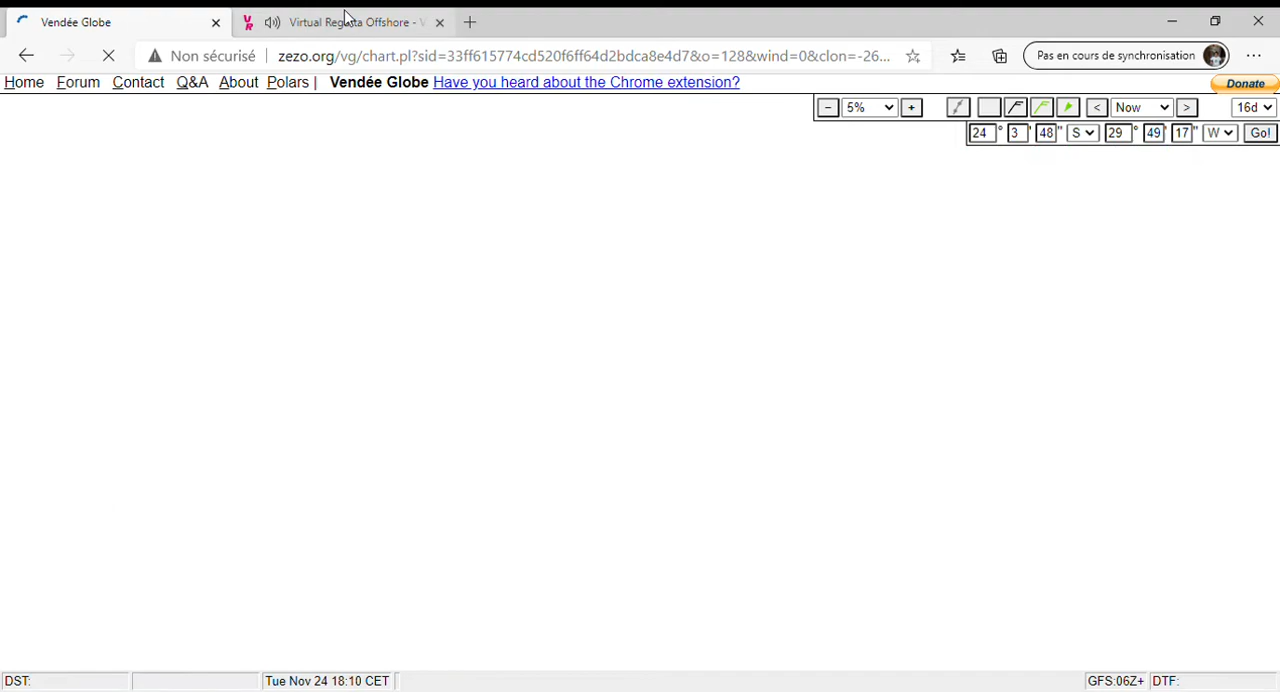 Vendée Globe
Virtual Regatta Offshore - V
Non sécurisé
zezo.org/vg/chart.pl?sid=33ff615774cd520f6ff64d2bdca8e4d7&o=128&wind=0&clon=-26...
Pas en cours de synchronisation
Home Forum Contact Q&A About Polars | Vendée Globe Have you heard about the Chrome extension?
Donate
- 5% + < Now > 16d
24 ° 3 ' 48 " S 29 ° 49 ' 17 " W Go!
DST: Tue Nov 24 18:10 CET GFS:06Z+ DTF: